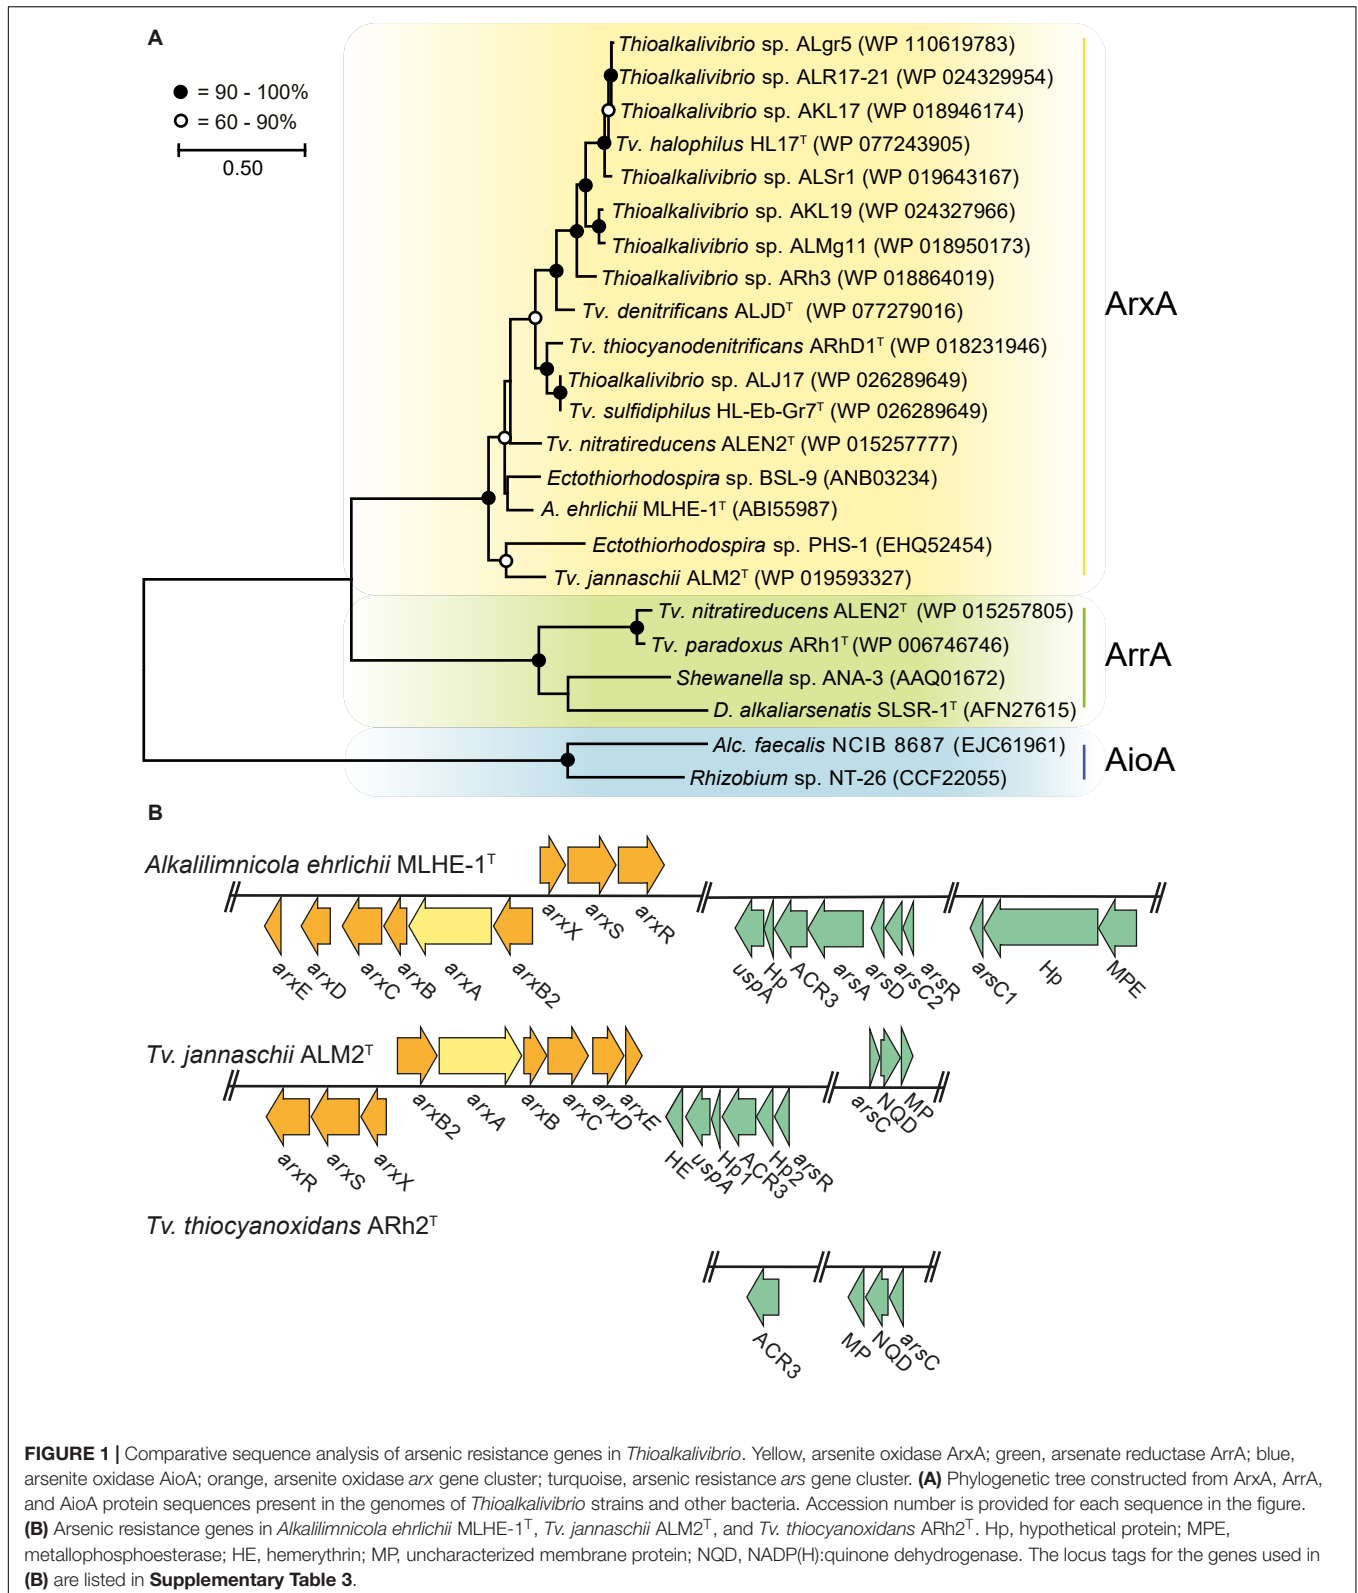 A
= 90 - 100%
= 60 - 90%
0.50
Thioalkalivibrio sp. ALgr5 (WP 110619783)
Thioalkalivibrio sp. ALR17-21 (WP 024329954)
Thioalkalivibrio sp. AKL17 (WP 018946174)
Tv. halophilus HL17ᵀ (WP 077243905)
Thioalkalivibrio sp. ALSr1 (WP 019643167)
Thioalkalivibrio sp. AKL19 (WP 024327966)
Thioalkalivibrio sp. ALMg11 (WP 018950173)
Thioalkalivibrio sp. ARh3 (WP 018864019)
Tv. denitrificans ALJDᵀ (WP 077279016)
Tv. thiocyanodenitrificans ARhD1ᵀ (WP 018231946)
Thioalkalivibrio sp. ALJ17 (WP 026289649)
Tv. sulfidiphilus HL-Eb-Gr7ᵀ (WP 026289649)
Tv. nitratireducens ALEN2ᵀ (WP 015257777)
Ectothiorhodospira sp. BSL-9 (ANB03234)
A. ehrlichii MLHE-1ᵀ (ABI55987)
Ectothiorhodospira sp. PHS-1 (EHQ52454)
Tv. jannaschii ALM2ᵀ (WP 019593327)
ArxA
Tv. nitratireducens ALEN2ᵀ (WP 015257805)
Tv. paradoxus ARh1ᵀ (WP 006746746)
Shewanella sp. ANA-3 (AAQ01672)
D. alkaliarsenatis SLSR-1ᵀ (AFN27615)
ArrA
Alc. faecalis NCIB 8687 (EJC61961)
Rhizobium sp. NT-26 (CCF22055)
AioA
B
Alkalilimnicola ehrlichii MLHE-1ᵀ
arxX arxS arxR
arxE arxD arxC arxB arxA arxB2 uspA Hp ACR3 arsA arsD arsC2 arsR arsC1 Hp MPE
Tv. jannaschii ALM2ᵀ
arxB2 arxA arxB arxC arxD arxE arsC NQD MP
arxR arxS arxX HE uspA Hp1 ACR3 Hp2 arsR
Tv. thiocyanoxidans ARh2ᵀ
ACR3 MP NQD arsC
FIGURE 1 | Comparative sequence analysis of arsenic resistance genes in Thioalkalivibrio. Yellow, arsenite oxidase ArxA; green, arsenate reductase ArrA; blue,
arsenite oxidase AioA; orange, arsenite oxidase arx gene cluster; turquoise, arsenic resistance ars gene cluster. (A) Phylogenetic tree constructed from ArxA, ArrA,
and AioA protein sequences present in the genomes of Thioalkalivibrio strains and other bacteria. Accession number is provided for each sequence in the figure.
(B) Arsenic resistance genes in Alkalilimnicola ehrlichii MLHE-1ᵀ, Tv. jannaschii ALM2ᵀ, and Tv. thiocyanoxidans ARh2ᵀ. Hp, hypothetical protein; MPE,
metallophosphoesterase; HE, hemerythrin; MP, uncharacterized membrane protein; NQD, NADP(H):quinone dehydrogenase. The locus tags for the genes used in
(B) are listed in Supplementary Table 3.